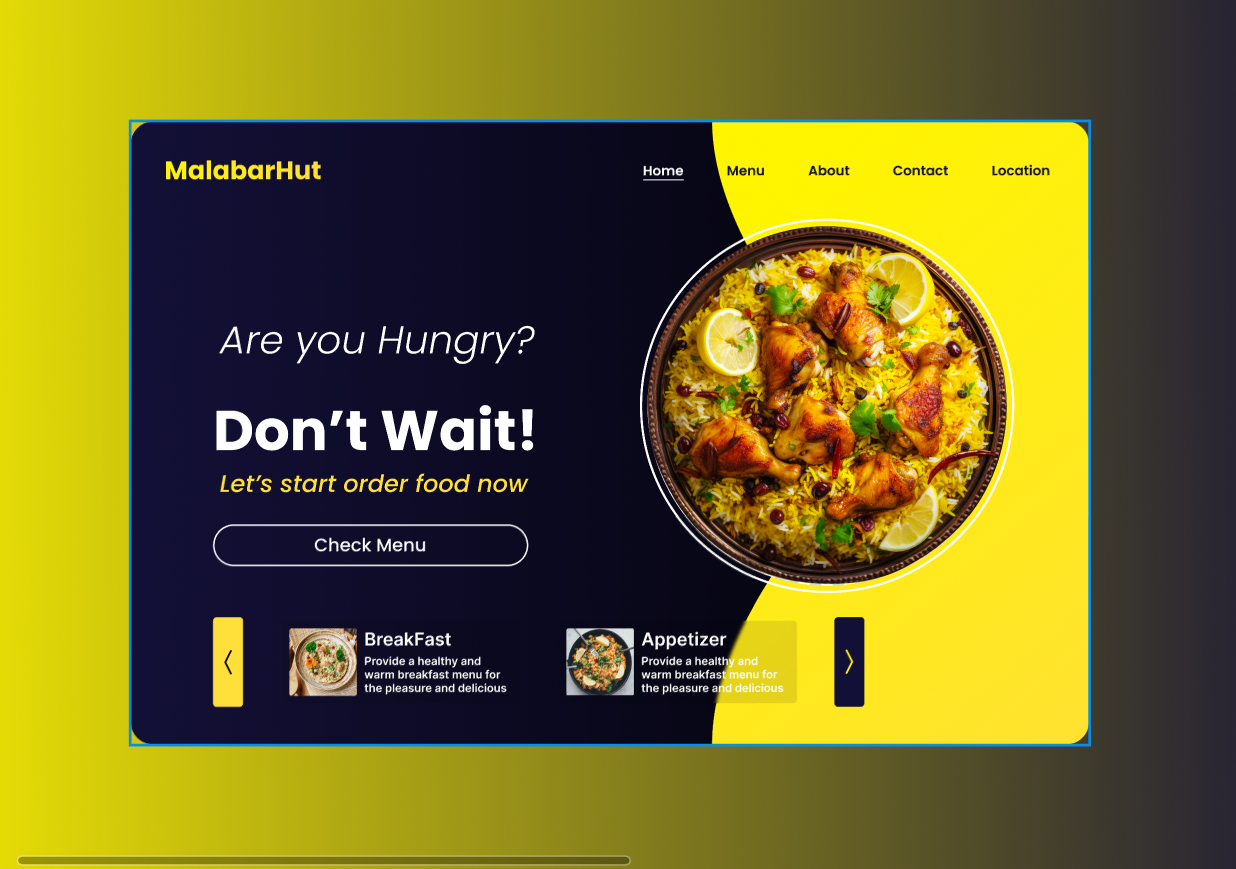 MalabarHut
Home Menu About Contact Location
Are you Hungry?
Don’t Wait!
Let’s start order food now
Check Menu
BreakFast
Provide a healthy and
warm breakfast menu for
the pleasure and delicious
Appetizer
Provide a healthy and
warm breakfast menu for
the pleasure and delicious